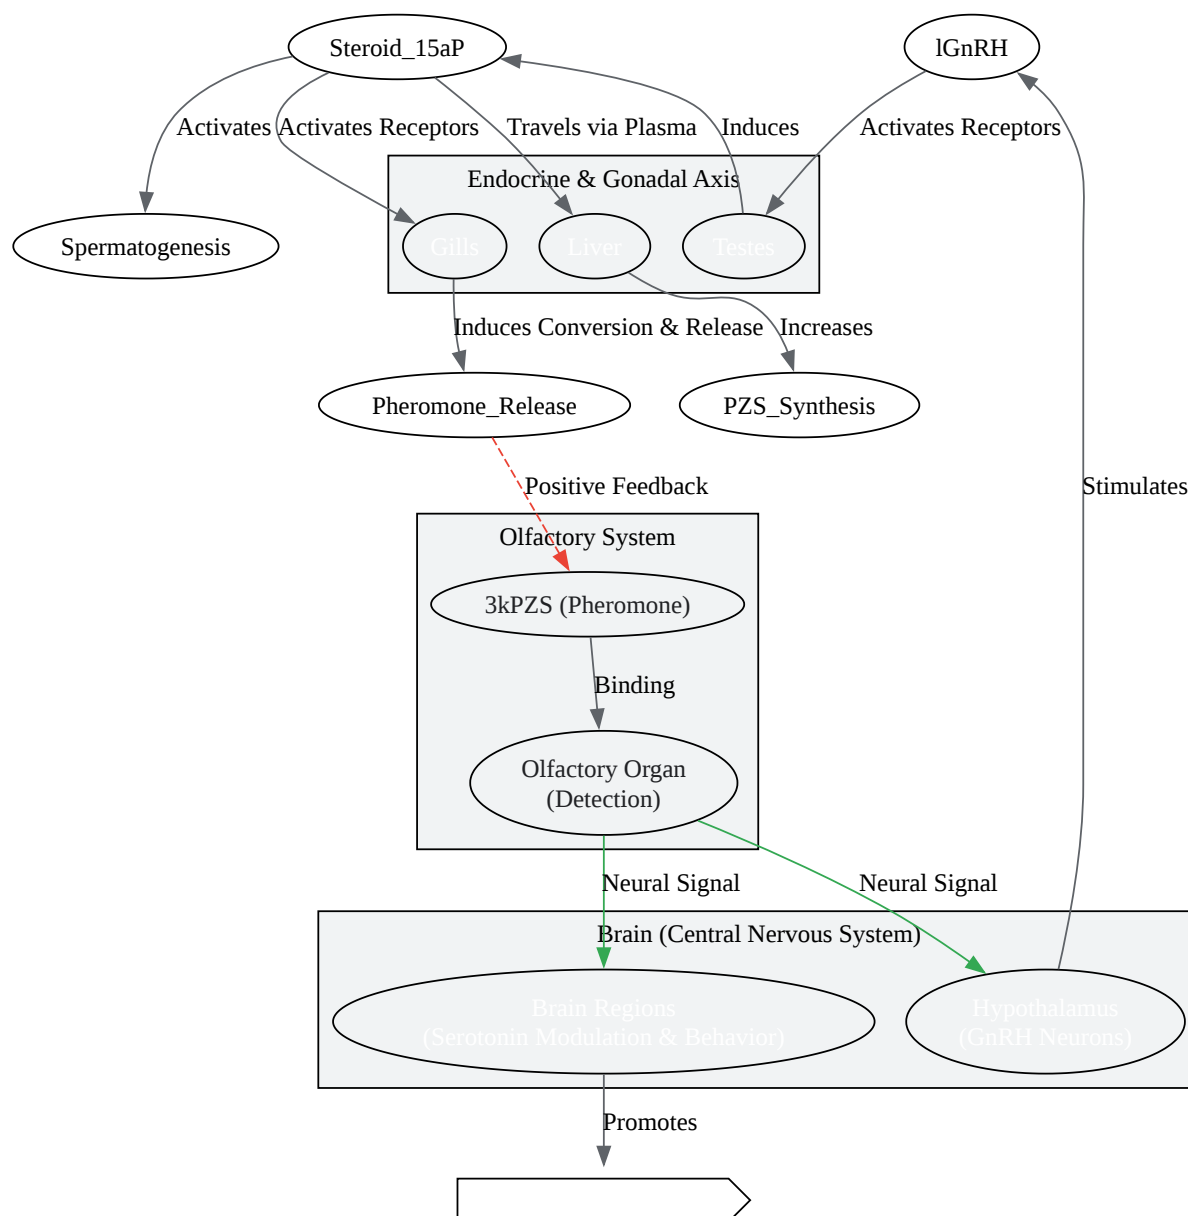 Steroid_15aP
lGnRH
Activates
Activates Receptors
Travels via Plasma
Induces
Activates Receptors
Endocrine & Gonadal Axis
Spermatogenesis
Gills
Liver
Testes
Induces Conversion & Release
Increases
Pheromone_Release
PZS_Synthesis
Positive Feedback
Stimulates
Olfactory System
3kPZS (Pheromone)
Binding
Olfactory Organ
(Detection)
Neural Signal
Neural Signal
Brain (Central Nervous System)
Brain Regions
(Serotonin Modulation & Behavior)
Hypothalamus
(GnRH Neurons)
Promotes